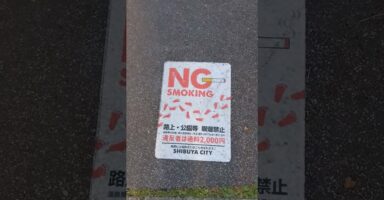 NG
SMOKING
路上・公園等 喫煙禁止
違反者は過料2,000円
SHIBUYA CITY